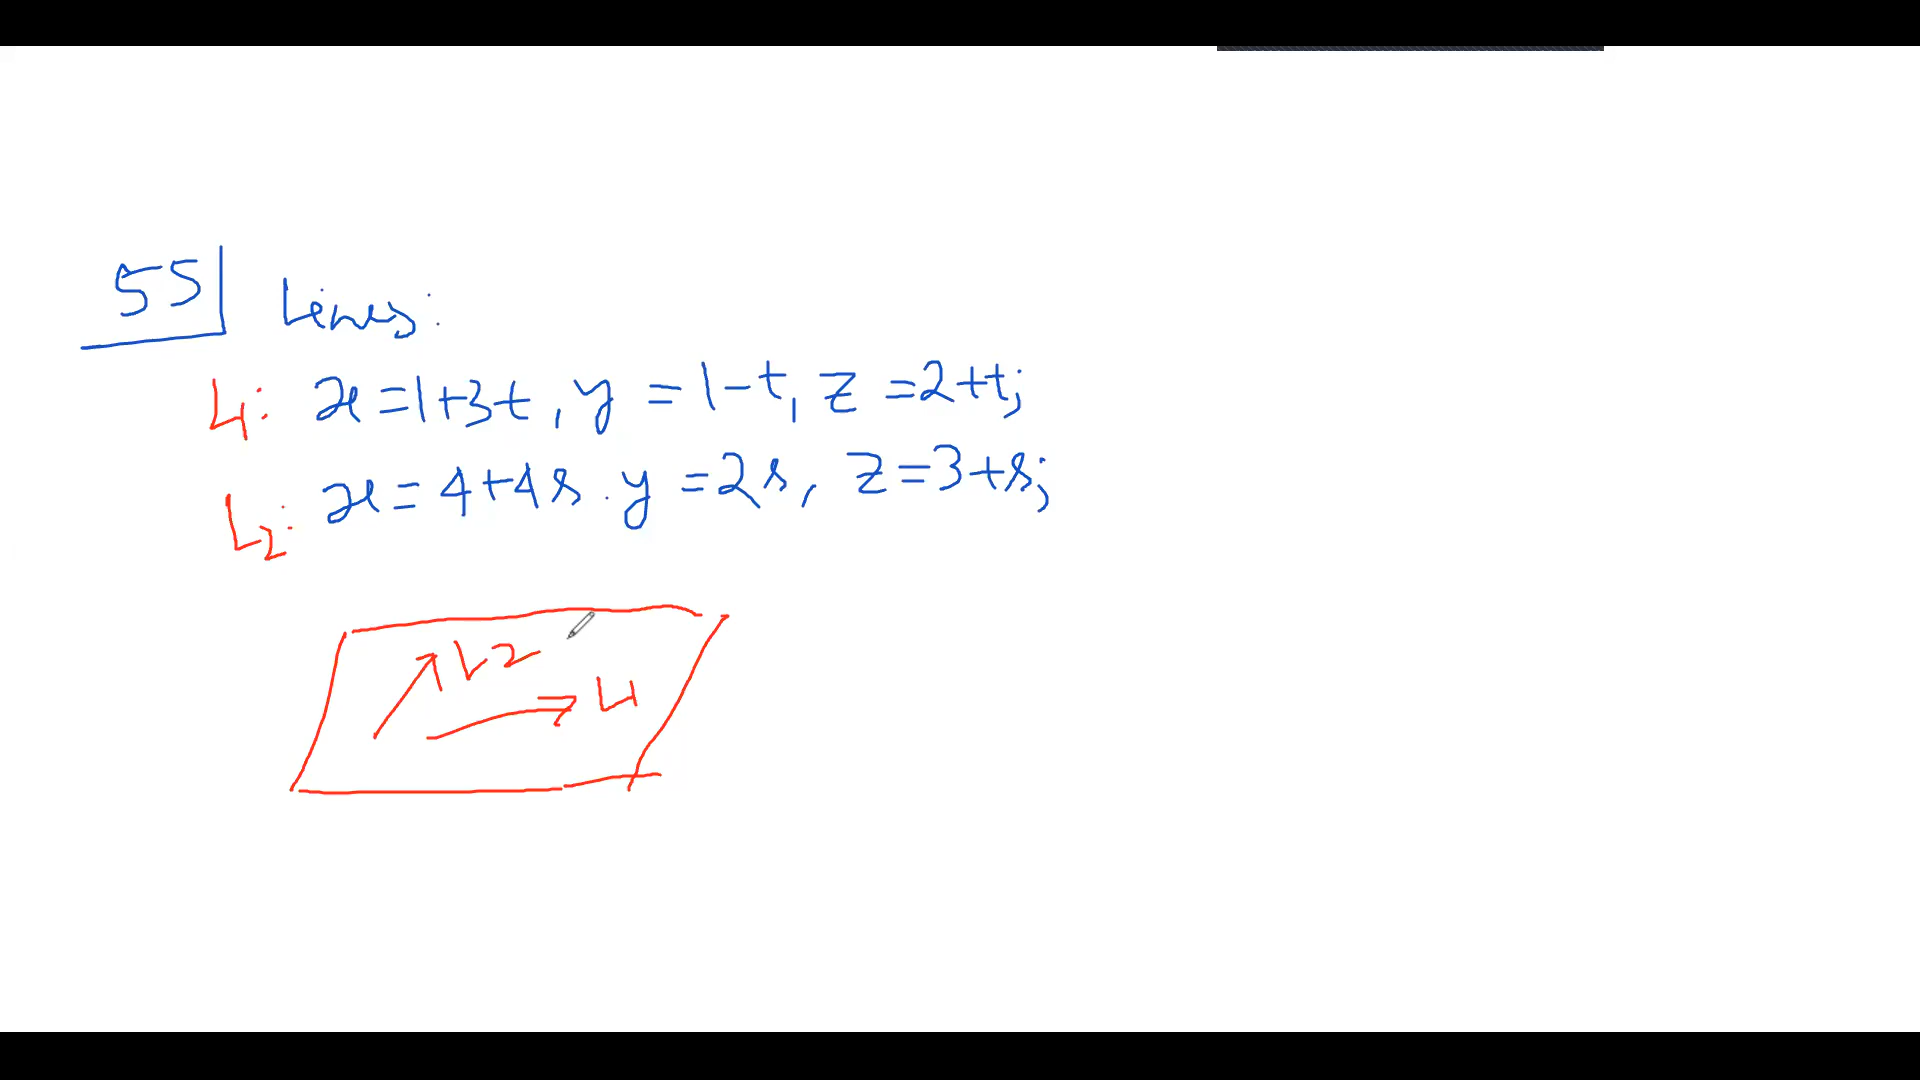 55
Lines:
L1: x=1+3t, y=1-t, z=2+t;
L2: x=4+4s. y=2s, z=3+s;
L2
L1